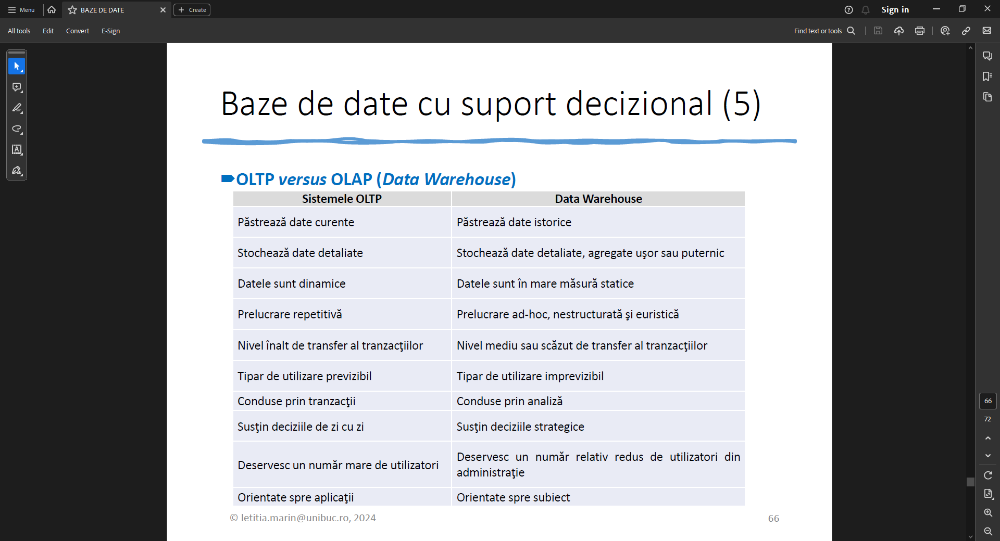 Menu
BAZE DE DATE
Create
Sign in
All tools
Edit
Convert
E-Sign
Find text or tools
Baze de date cu suport decizional (5)
OLTP versus OLAP (Data Warehouse)
Sistemele OLTP
Data Warehouse
Păstrează date curente
Păstrează date istorice
Stochează date detaliate
Stochează date detaliate, agregate uşor sau puternic
Datele sunt dinamice
Datele sunt în mare măsură statice
Prelucrare repetitivă
Prelucrare ad-hoc, nestructurată şi euristică
Nivel înalt de transfer al tranzacţiilor
Nivel mediu sau scăzut de transfer al tranzacţiilor
Tipar de utilizare previzibil
Tipar de utilizare imprevizibil
Conduse prin tranzacţii
Conduse prin analiză
Susţin deciziile de zi cu zi
Susţin deciziile strategice
Deservesc un număr mare de utilizatori
Deservesc un număr relativ redus de utilizatori din
administraţie
Orientate spre aplicaţii
Orientate spre subiect
© letitia.marin@unibuc.ro, 2024
66
66
72